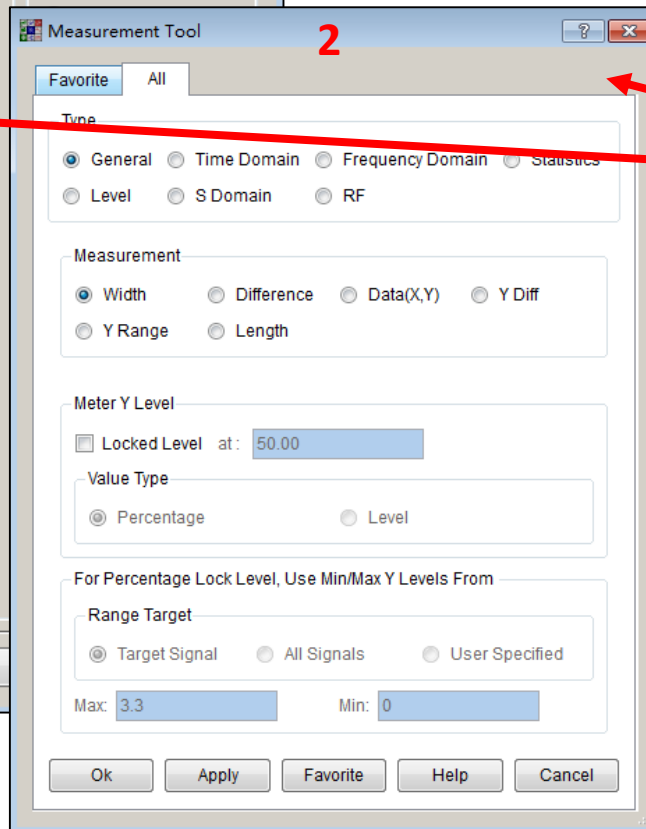 Measurement Tool
2
Favorite All
Type
General Time Domain Frequency Domain Statistics
Level S Domain RF
Measurement
Width Difference Data(X,Y) Y Diff
Y Range Length
Meter Y Level
Locked Level at : 50.00
Value Type
Percentage Level
For Percentage Lock Level, Use Min/Max Y Levels From
Range Target
Target Signal All Signals User Specified
Max: 3.3 Min: 0
Ok Apply Favorite Help Cancel